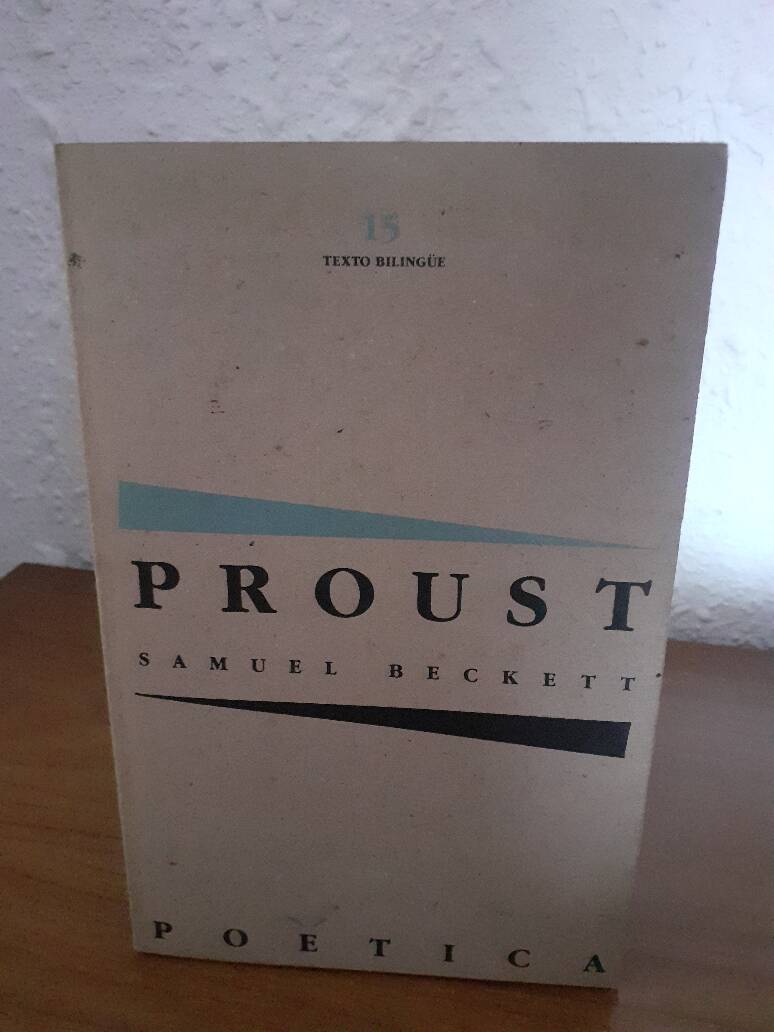 15
TEXTO BILINGÜE
PROUST
SAMUEL BECKETT
POETICA